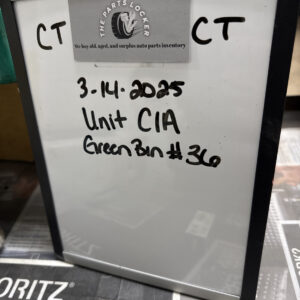 THE PARTS LOCKER
We buy old, aged, and surplus auto parts inventory
CT CT
3.14.2025
Unit C1A
Green Bin #36
ORITZ